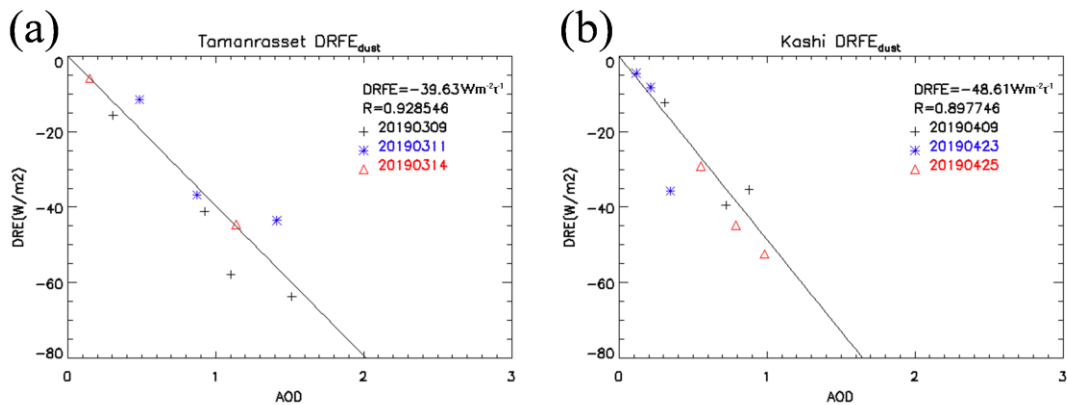 (a)
Tamanrasset DRFEdust
DRFE=−39.63Wm⁻²τ⁻¹
R=0.928546
+ 20190309
✳ 20190311
△ 20190314
0
−20
−40
−60
−80
DRE(W/m2)
0 1 2 3
AOD
(b)
Kashi DRFEdust
DRFE=−48.61Wm⁻²τ⁻¹
R=0.897746
+ 20190409
✳ 20190423
△ 20190425
0
−20
−40
−60
−80
DRE(W/m2)
0 1 2 3
AOD